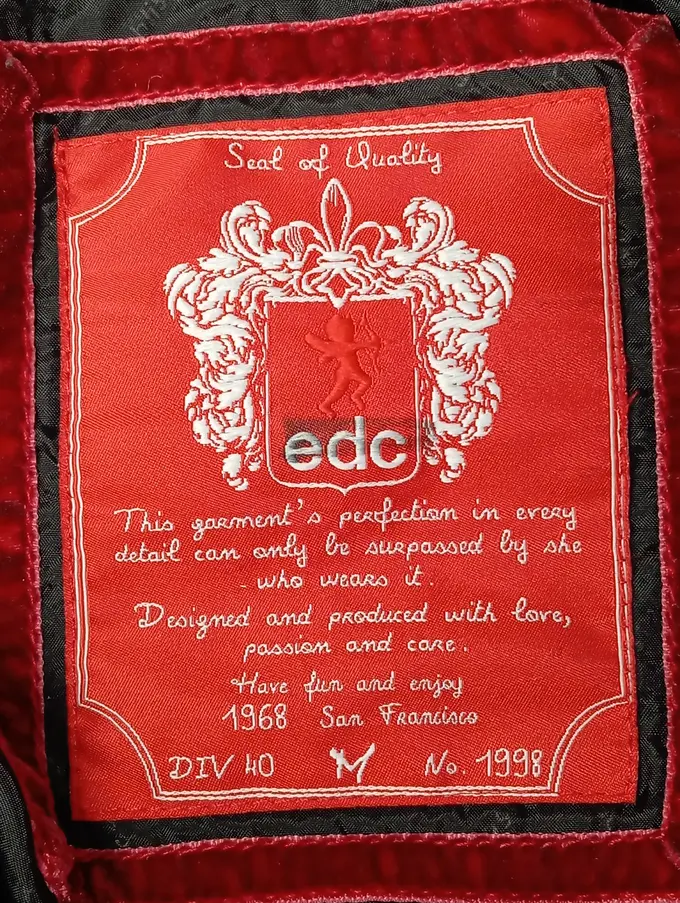 Seal of Quality
edc
This garment's perfection in every
detail can only be surpassed by she
who wears it.
Designed and produced with love,
passion and care.
Have fun and enjoy
1968 San Francisco
DIV 40 M No. 1998